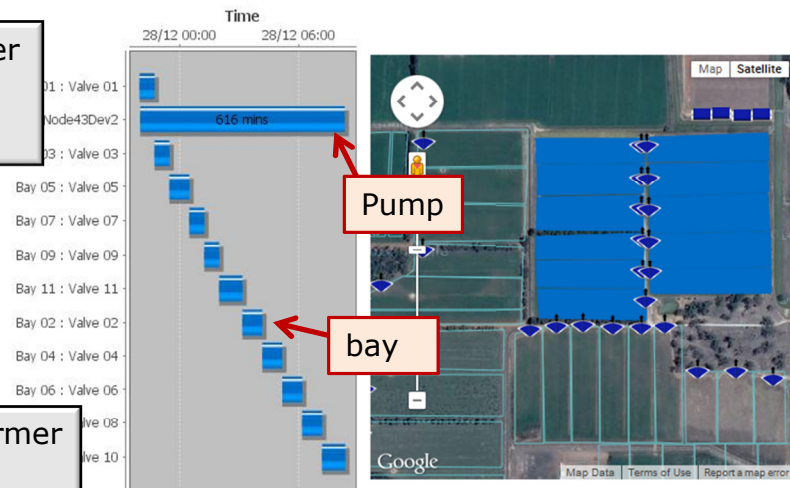 Time
28/12 00:00 28/12 06:00
er
01 : Valve 01
Node43Dev2
616 mins
03 : Valve 03
Bay 05 : Valve 05
Bay 07 : Valve 07
Bay 09 : Valve 09
Bay 11 : Valve 11
Bay 02 : Valve 02
Bay 04 : Valve 04
Bay 06 : Valve 06
lve 08
rmer
lve 10
Pump
bay
Map Satellite
Google
Map Data Terms of Use Report a map error